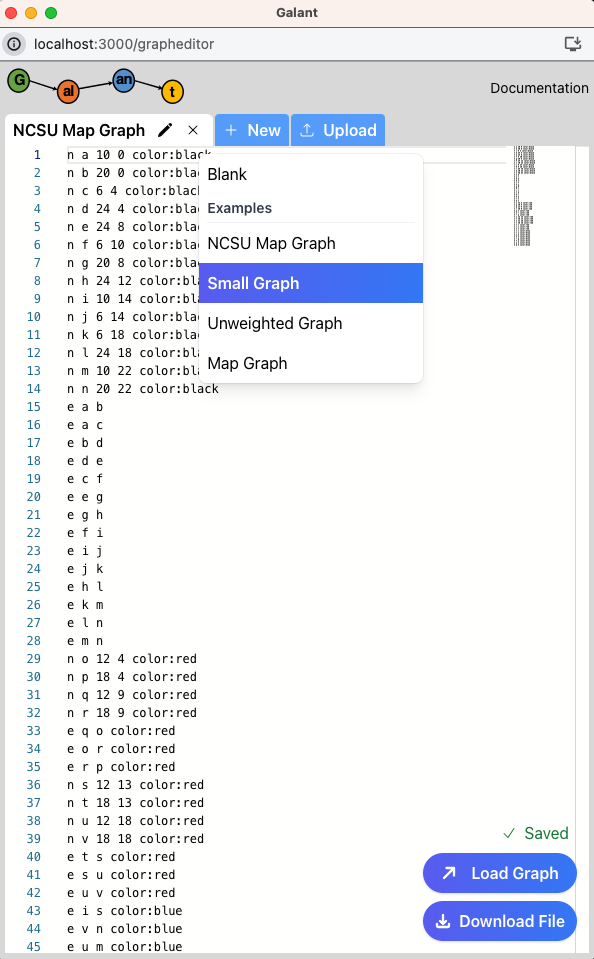 Galant
localhost:3000/grapheditor
G al an t
Documentation
NCSU Map Graph
New
Upload
1 n a 10 0 color:black
2 n b 20 0 color:blac
3 n c 6 4 color:black
4 n d 24 4 color:blac
5 n e 24 8 color:blac
6 n f 6 10 color:blac
7 n g 20 8 color:blac
8 n h 24 12 color:bla
9 n i 10 14 color:bla
10 n j 6 14 color:blac
11 n k 6 18 color:blac
12 n l 24 18 color:bla
13 n m 10 22 color:bla
14 n n 20 22 color:black
Blank
Examples
NCSU Map Graph
Small Graph
Unweighted Graph
Map Graph
15 e a b
16 e a c
17 e b d
18 e d e
19 e c f
20 e e g
21 e g h
22 e f i
23 e i j
24 e j k
25 e h l
26 e k m
27 e l n
28 e m n
29 n o 12 4 color:red
30 n p 18 4 color:red
31 n q 12 9 color:red
32 n r 18 9 color:red
33 e q o color:red
34 e o r color:red
35 e r p color:red
36 n s 12 13 color:red
37 n t 18 13 color:red
38 n u 12 18 color:red
39 n v 18 18 color:red
40 e t s color:red
41 e s u color:red
42 e u v color:red
43 e i s color:blue
44 e v n color:blue
45 e u m color:blue
Saved
Load Graph
Download File